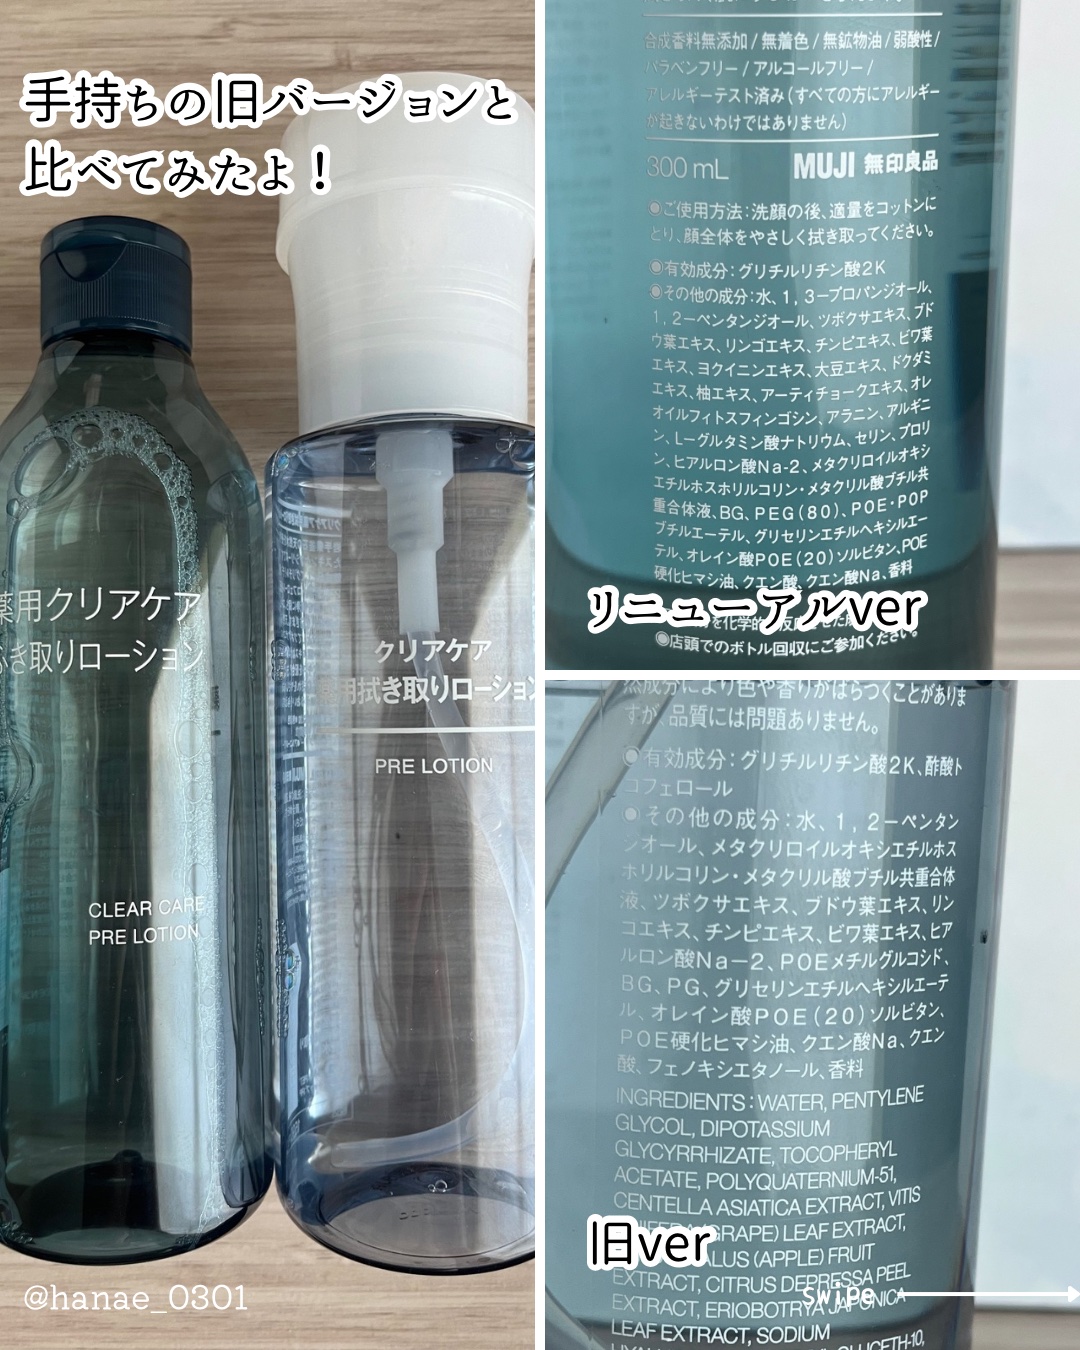 手持ちの旧バージョンと
比べてみたよ！
薬用クリアケア
き取りローション
CLEAR CARE
PRE LOTION
クリアケア
用拭き取りローション
PRE LOTION
@hanae_0301
合成香料無添加 / 無着色 / 無鉱物油 / 弱酸性 /
パラベンフリー / アルコールフリー /
アレルギーテスト済み(すべての方にアレルギー
が起きないわけではありません)
300 mL MUJI 無印良品
◉ご使用方法：洗顔の後、適量をコットンに
とり、顔全体をやさしく拭き取ってください。
◉有効成分：グリチルリチン酸2K
◉その他の成分：水、1，3−プロパンジオール、
1，2−ペンタンジオール、ツボクサエキス、ブド
ウ葉エキス、リンゴエキス、チンピエキス、ビワ葉
エキス、ヨクイニンエキス、大豆エキス、ドクダミ
エキス、柚エキス、アーティチョークエキス、オレ
オイルフィトスフィンゴシン、アラニン、アルギニ
ン、L−グルタミン酸ナトリウム、セリン、プロリ
ン、ヒアルロン酸Na-2、メタクリロイルオキシ
エチルホスホリルコリン・メタクリル酸ブチル共
重合体液、BG、PEG(80)、POE・POP
ブチルエーテル、グリセリンエチルヘキシルエー
テル、オレイン酸POE(20)ソルビタン、POE
硬化ヒマシ油、クエン酸、クエン酸Na、香料
リニューアルver
◉店頭でのボトル回収にご参加ください。
然成分により色や香りがばらつくことがありま
すが、品質には問題ありません。
◉有効成分：グリチルリチン酸2K、酢酸ト
コフェロール
◉その他の成分：水、1，2−ペンタン
ジオール、メタクリロイルオキシエチルホス
ホリルコリン・メタクリル酸ブチル共重合体
液、ツボクサエキス、ブドウ葉エキス、リン
ゴエキス、チンピエキス、ビワ葉エキス、ヒア
ルロン酸Na−2、POEメチルグルコシド、
BG、PG、グリセリンエチルヘキシルエーテ
ル、オレイン酸POE(20)ソルビタン、
POE硬化ヒマシ油、クエン酸Na、クエン
酸、フェノキシエタノール、香料
INGREDIENTS：WATER, PENTYLENE
GLYCOL, DIPOTASSIUM
GLYCYRRHIZATE, TOCOPHERYL
ACETATE, POLYQUATERNIUM-51,
CENTELLA ASIATICA EXTRACT, VITIS
(GRAPE) LEAF EXTRACT,
旧ver
(APPLE) FRUIT
EXTRACT, CITRUS DEPRESSA PEEL
EXTRACT, ERIOBOTRYA JAPONICA
swipe
LEAF EXTRACT, SODIUM